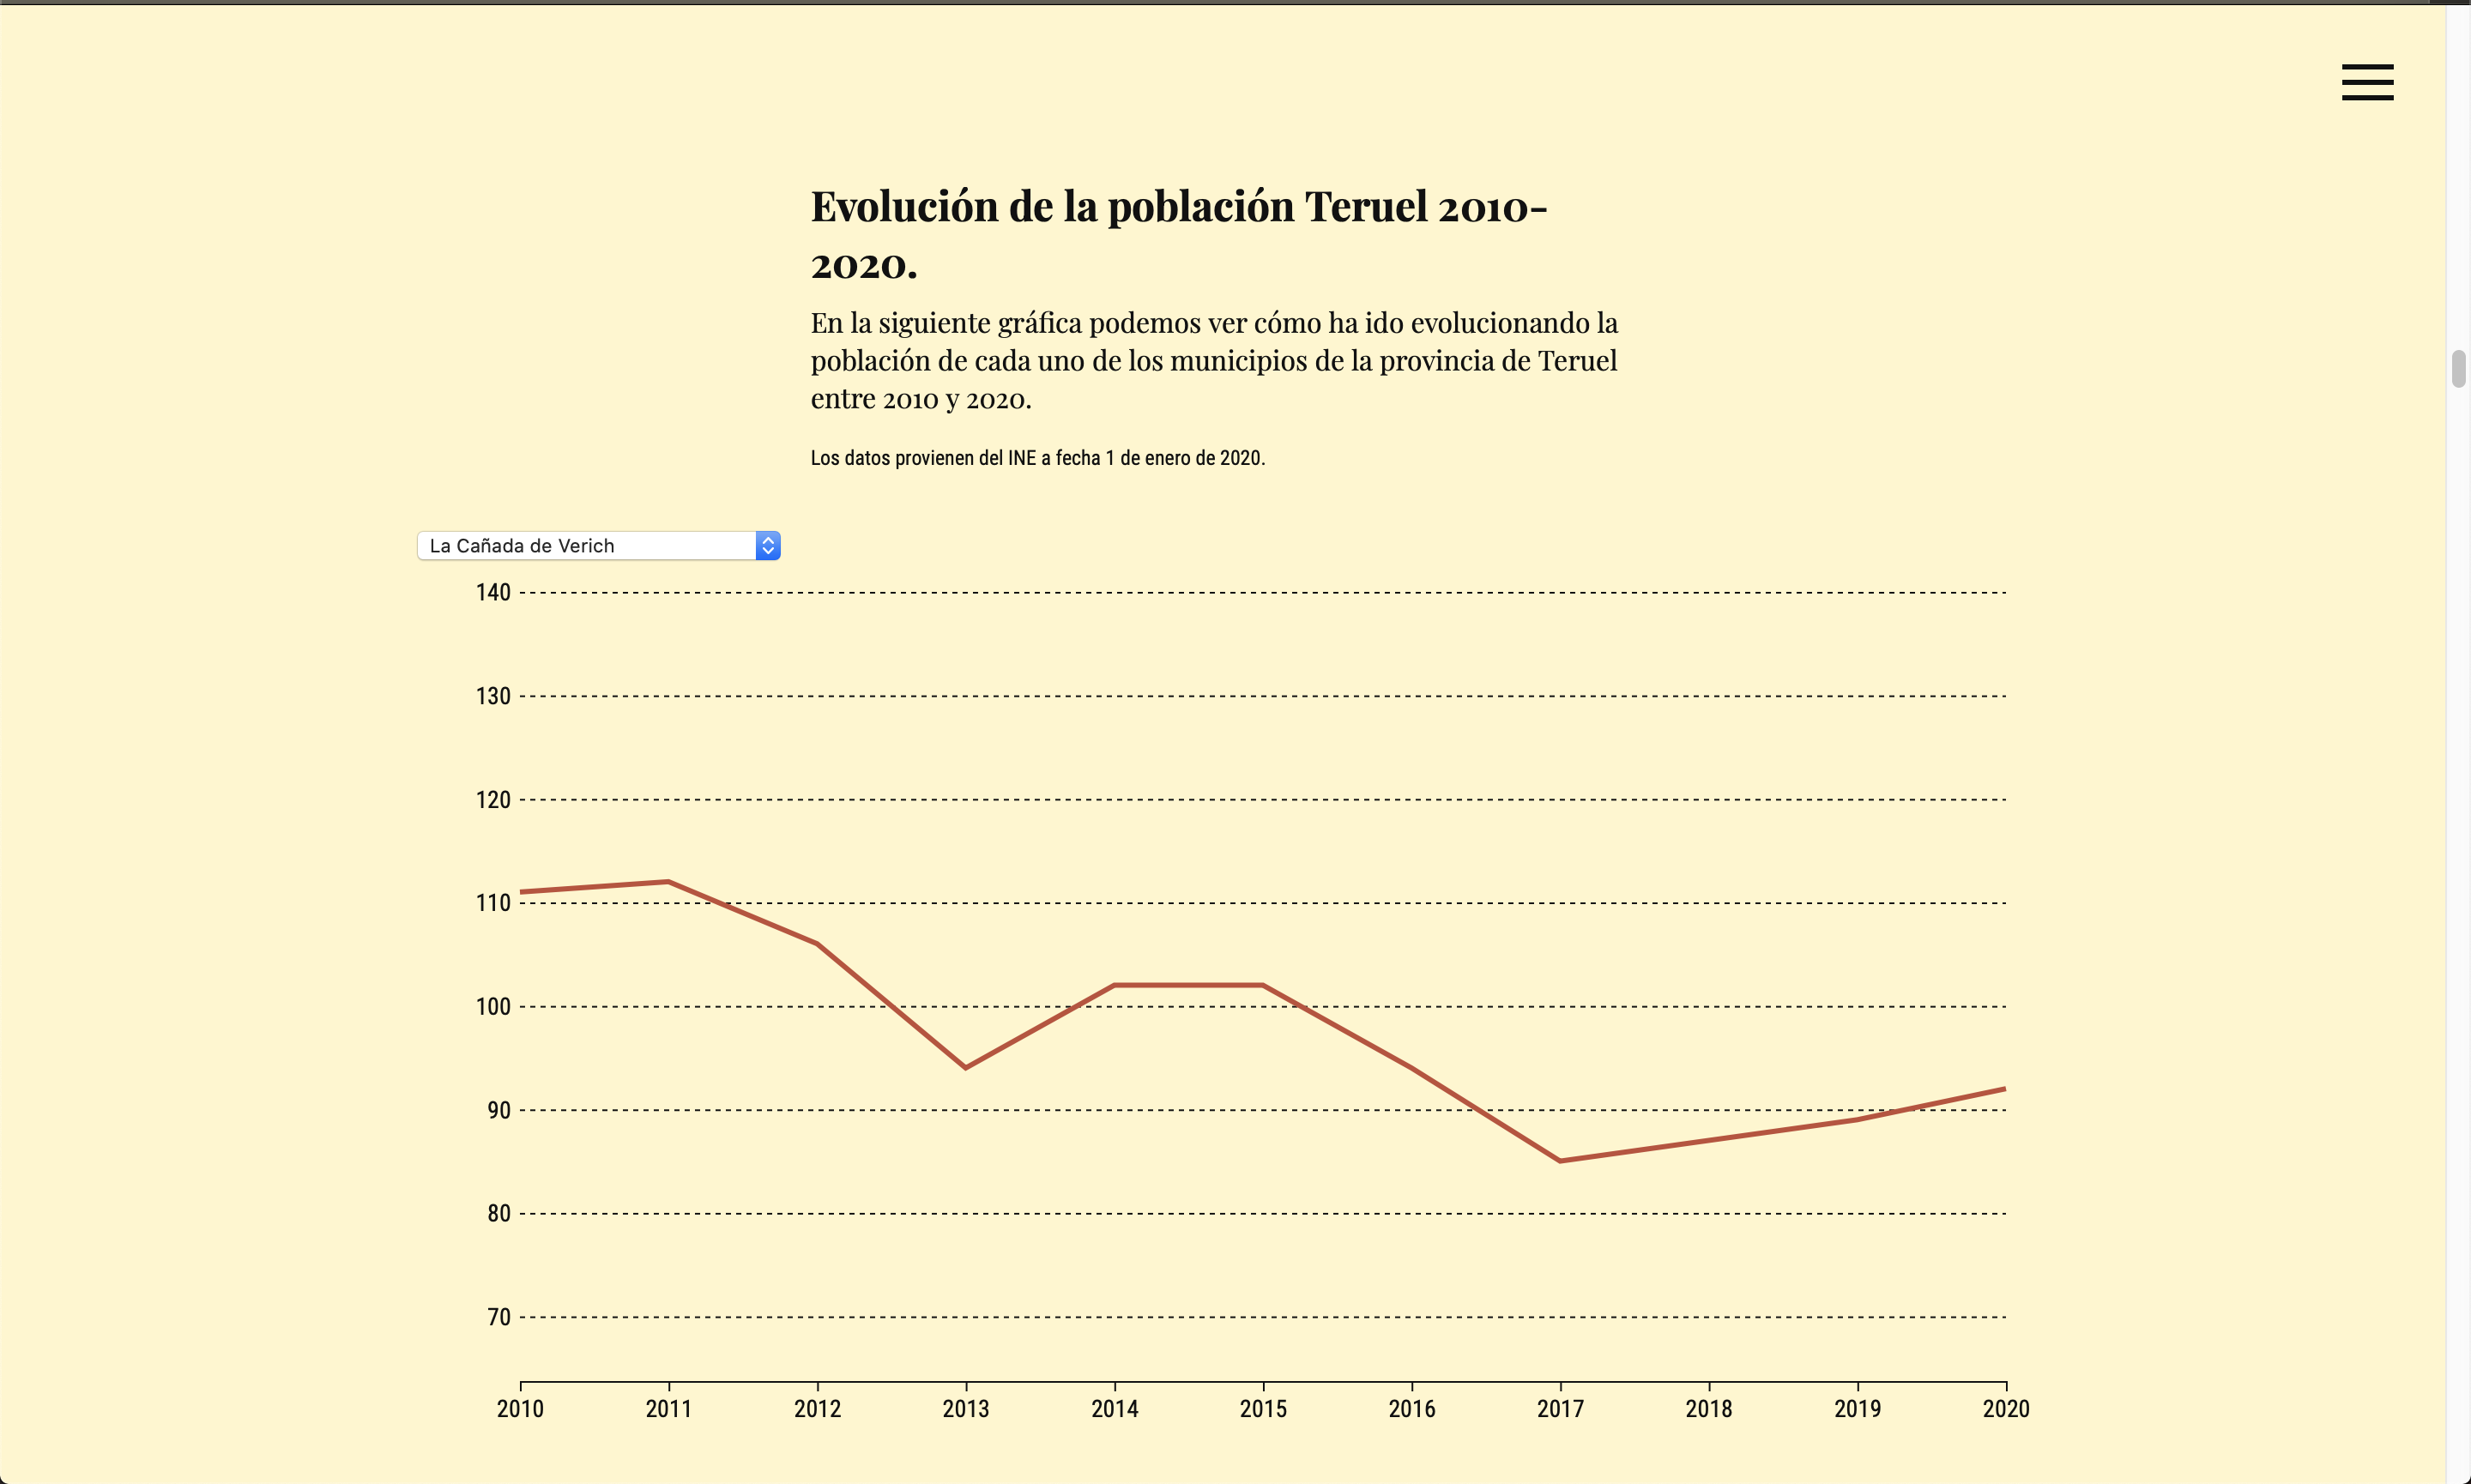 Evolución de la población Teruel 2010-
2020.
En la siguiente gráfica podemos ver cómo ha ido evolucionando la
población de cada uno de los municipios de la provincia de Teruel
entre 2010 y 2020.
Los datos provienen del INE a fecha 1 de enero de 2020.
La Cañada de Verich
140
130
120
110
100
90
80
70
2010 2011 2012 2013 2014 2015 2016 2017 2018 2019 2020